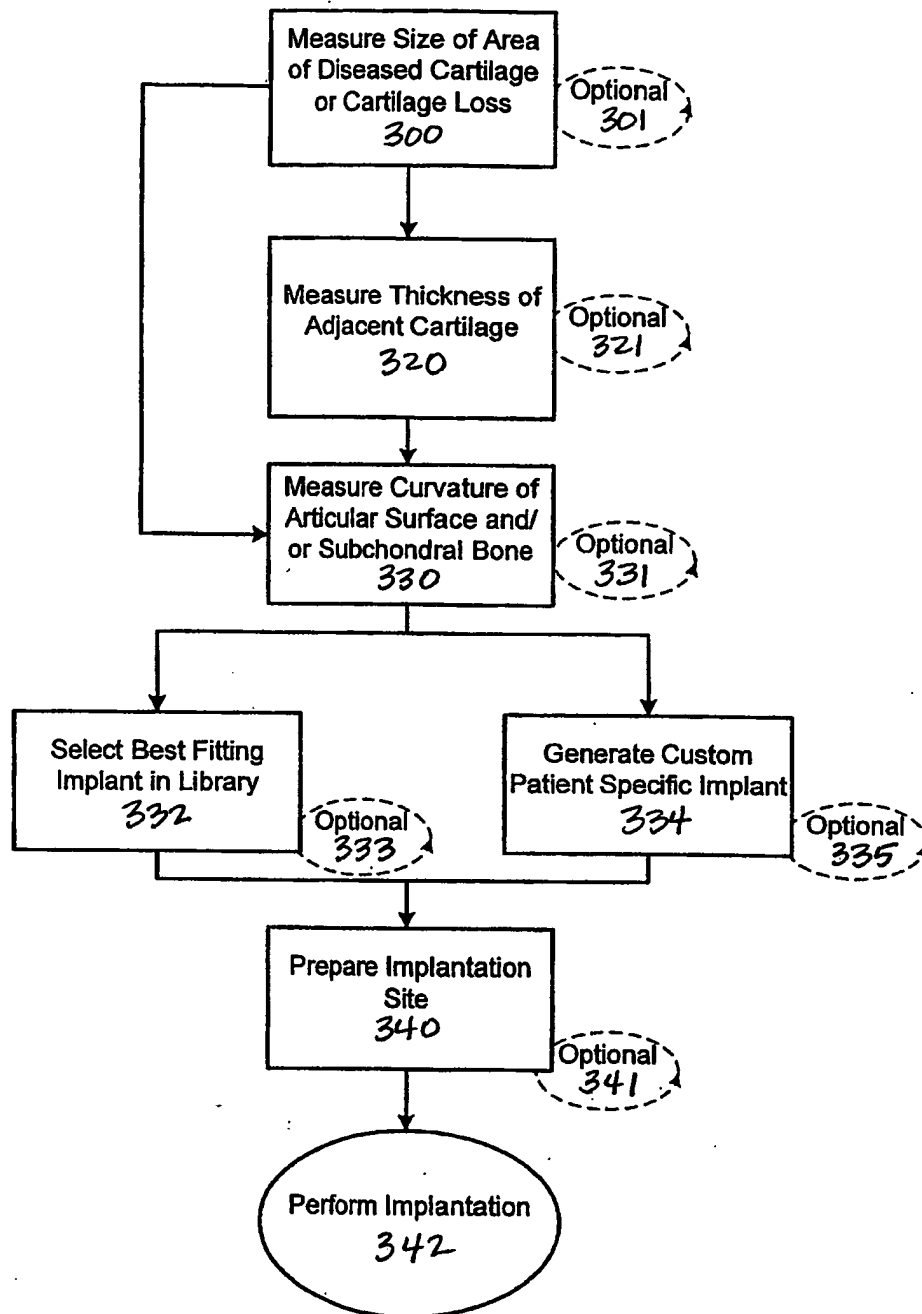 Measure Size of Area
of Diseased Cartilage
or Cartilage Loss
300
Optional
301
Measure Thickness of
Adjacent Cartilage
320
Optional
321
Measure Curvature of
Articular Surface and/
or Subchondral Bone
330
Optional
331
Select Best Fitting
Implant in Library
332
Optional
333
Generate Custom
Patient Specific Implant
334
Optional
335
Prepare Implantation
Site
340
Optional
341
Perform Implantation
342